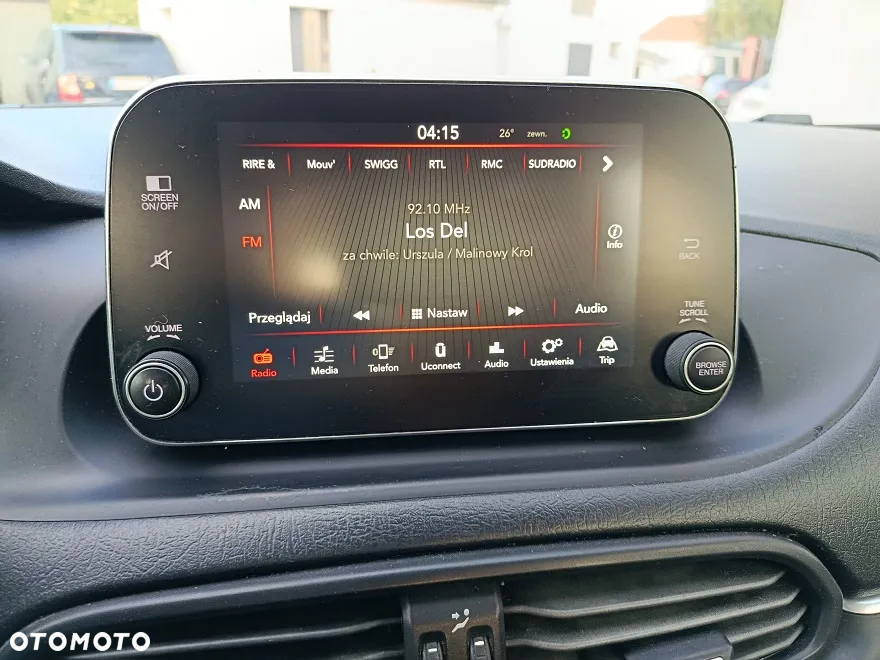 04:15 26° zewn.
RIRE & Mouv' SWIGG RTL RMC SUDRADIO
SCREEN
ON/OFF
AM
92.10 MHz
Los Del
FM
Info
za chwile: Urszula / Malinowy Krol
BACK
Przeglądaj Nastaw Audio
TUNE
SCROLL
VOLUME
Radio Media Telefon Uconnect Audio Ustawienia Trip
BROWSE
ENTER
OTOMOTO